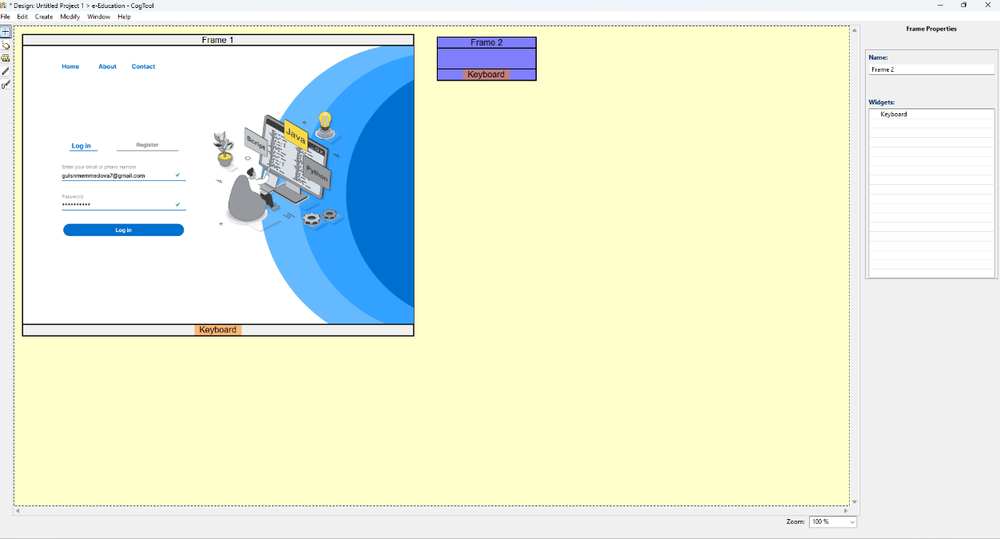 * Design: Untitled Project 1 > e-Education - CogTool
File Edit Create Modify Window Help
Frame 1
Home About Contact
Log in Register
Enter your email or phone number
gulsnmemmedova7@gmail.com
Password
**********
Log in
Script
Java
Python
Keyboard
Frame 2
Keyboard
Frame Properties
Name:
Frame 2
Widgets:
Keyboard
Zoom: 100 %